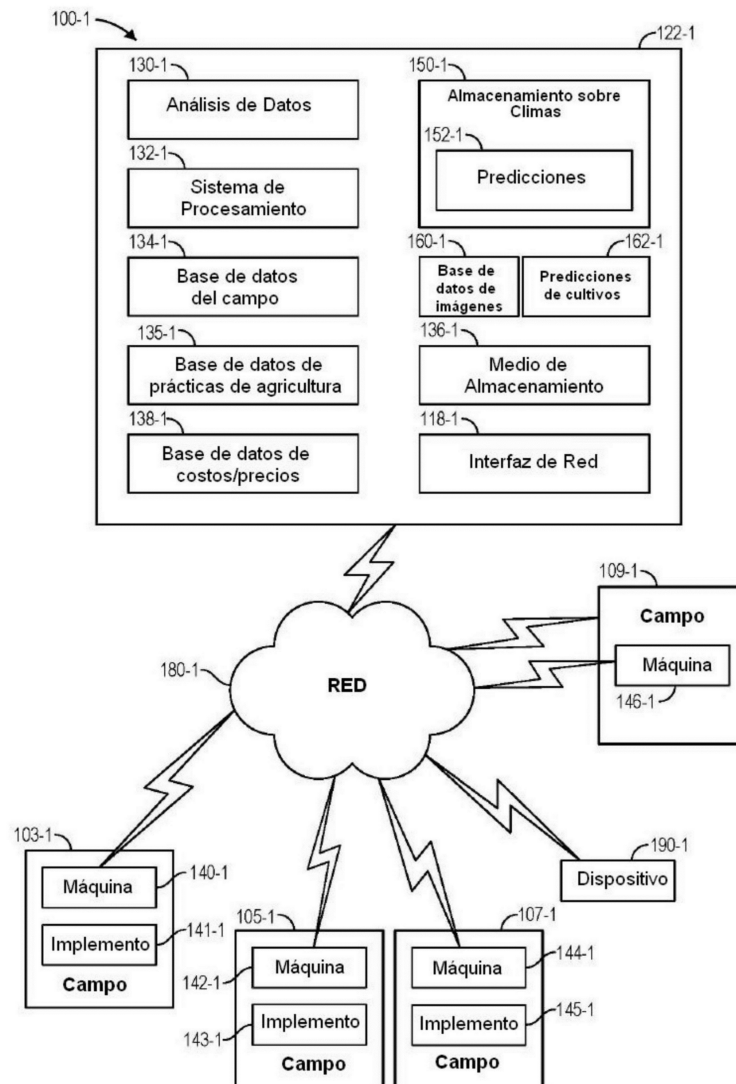 100-1
122-1
130-1
Análisis de Datos
132-1
Sistema de
Procesamiento
134-1
Base de datos
del campo
135-1
Base de datos de
prácticas de agricultura
138-1
Base de datos de
costos/precios
150-1
Almacenamiento sobre
Climas
152-1
Predicciones
160-1
Base de
datos de
imágenes
162-1
Predicciones
de cultivos
136-1
Medio de
Almacenamiento
118-1
Interfaz de Red
109-1
Campo
Máquina
146-1
180-1
RED
103-1
Máquina
140-1
Implemento
141-1
Campo
105-1
Máquina
142-1
Implemento
143-1
Campo
107-1
Máquina
144-1
Implemento
145-1
Campo
190-1
Dispositivo